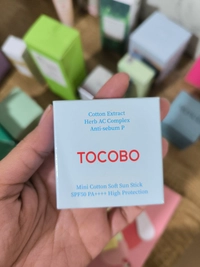 Cotton Extract
Herb AC Complex
Anti-sebum P
TOCOBO
Mini Cotton Soft Sun Stick
SPF50 PA++++ High Protection